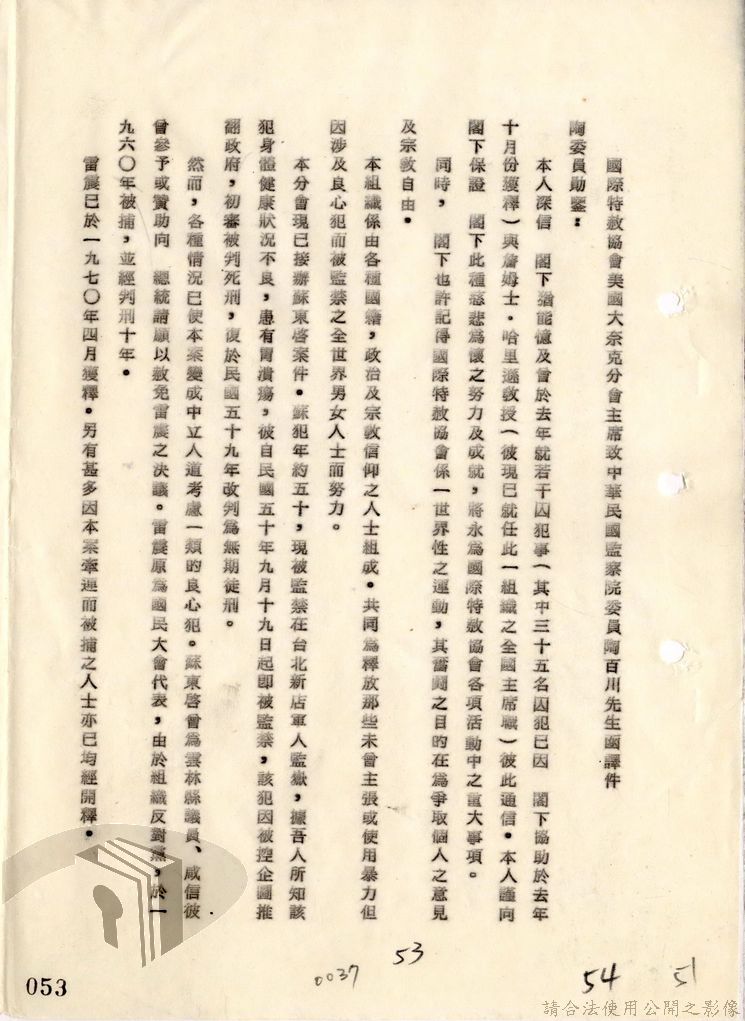 國際特赦協會美國大奈克分會主席致中華民國監察院委員陶百川先生函譯件
陶委員勛鑒：
本人深信　閣下猶能憶及曾於去年就若干囚犯事（其中三十五名囚犯已因　閣下協助於去年
十月份獲釋）與詹姆士·哈里遜教授（彼現已就任此一組織之全國主席職）彼此通信。本人謹向
閣下保證　閣下此種慈悲為懷之努力及成就，將永為國際特赦協會各項活動中之重大事項。
同時，　閣下也許記得國際特赦協會係一世界性之運動，其奮鬪之目的在為爭取個人之意見
及宗教自由。
本組織係由各種國籍，政治及宗教信仰之人士組成。共同為釋放那些未曾主張或使用暴力但
因涉及良心犯而被監禁之全世界男女人士而努力。
本分會現已接辦蘇東啓案件。蘇犯年約五十，現被監禁在台北新店軍人監獄，據吾人所知該
犯身體健康狀況不良，患有胃潰瘍，彼自民國五十年九月十九日起即被監禁，該犯因被控企圖推
翻政府，初審被判死刑，復於民國五十九年改判為無期徒刑。
然而，各種情況已使本案變成中立人道考慮一類的良心犯。蘇東啓曾為雲林縣議員、咸信彼
曾參予或贊助向　總統請願以赦免雷震之決議。雷震原為國民大會代表，由於組織反對黨，於一
九六〇年被捕，並經判刑十年。
雷震已於一九七〇年四月獲釋。另有甚多因本案牽連而被捕之人士亦已均經開釋。
053
0037
53
54
51
請合法使用公開之影像